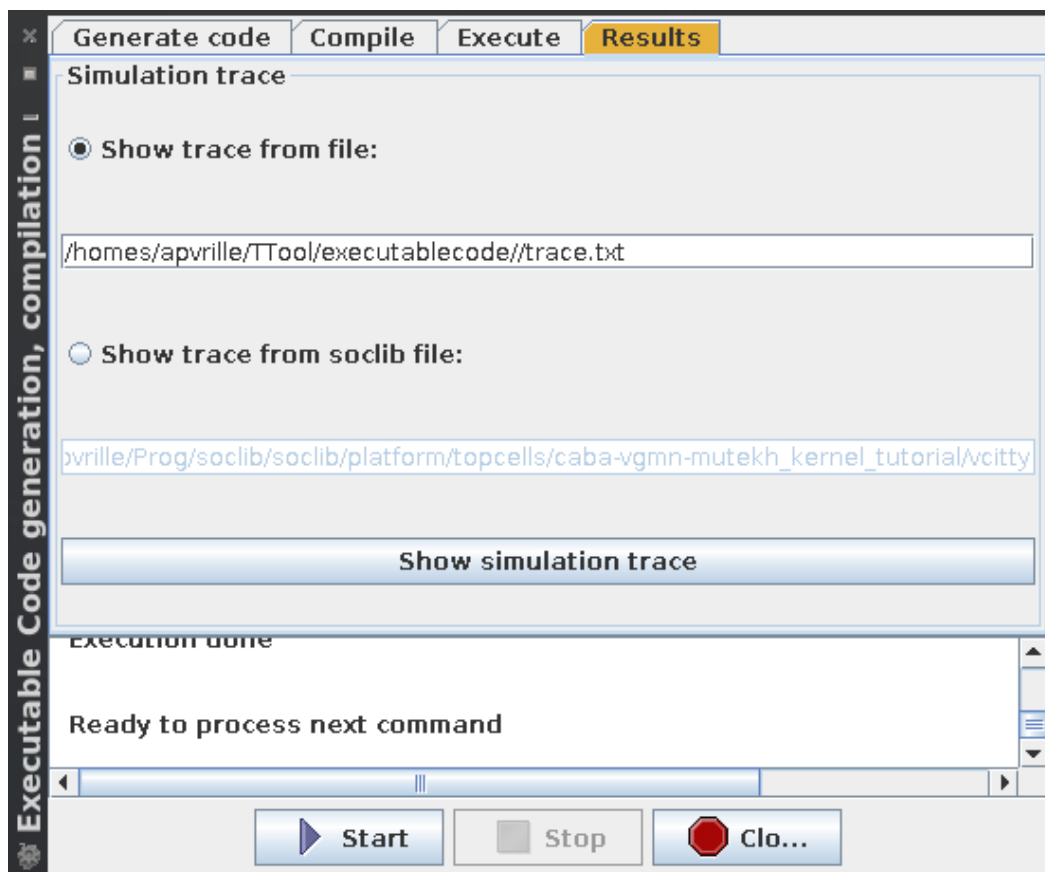 Executable Code generation, compilation
Generate code
Compile
Execute
Results
Simulation trace
Show trace from file:
/homes/apvrille/TTool/executablecode//trace.txt
Show trace from soclib file:
vrille/Prog/soclib/soclib/platform/topcells/caba-vgmn-mutekh_kernel_tutorial/vcitty
Show simulation trace
Execution done
Ready to process next command
Start
Stop
Clo...